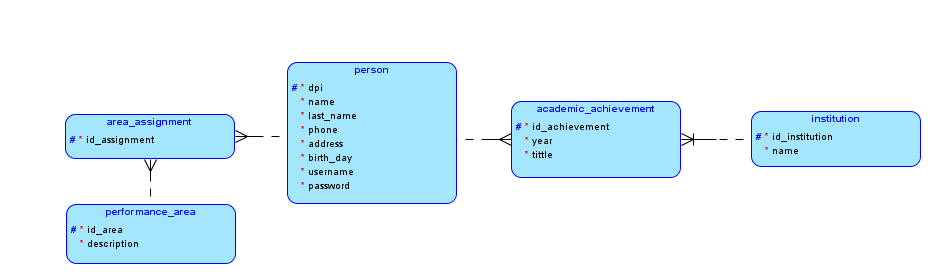 person
# * dpi
* name
* last_name
* phone
* address
* birth_day
* username
* password
area_assignment
# * id_assignment
performance_area
# * id_area
* description
academic_achievement
# * id_achievement
* year
* tittle
institution
# * id_institution
* name